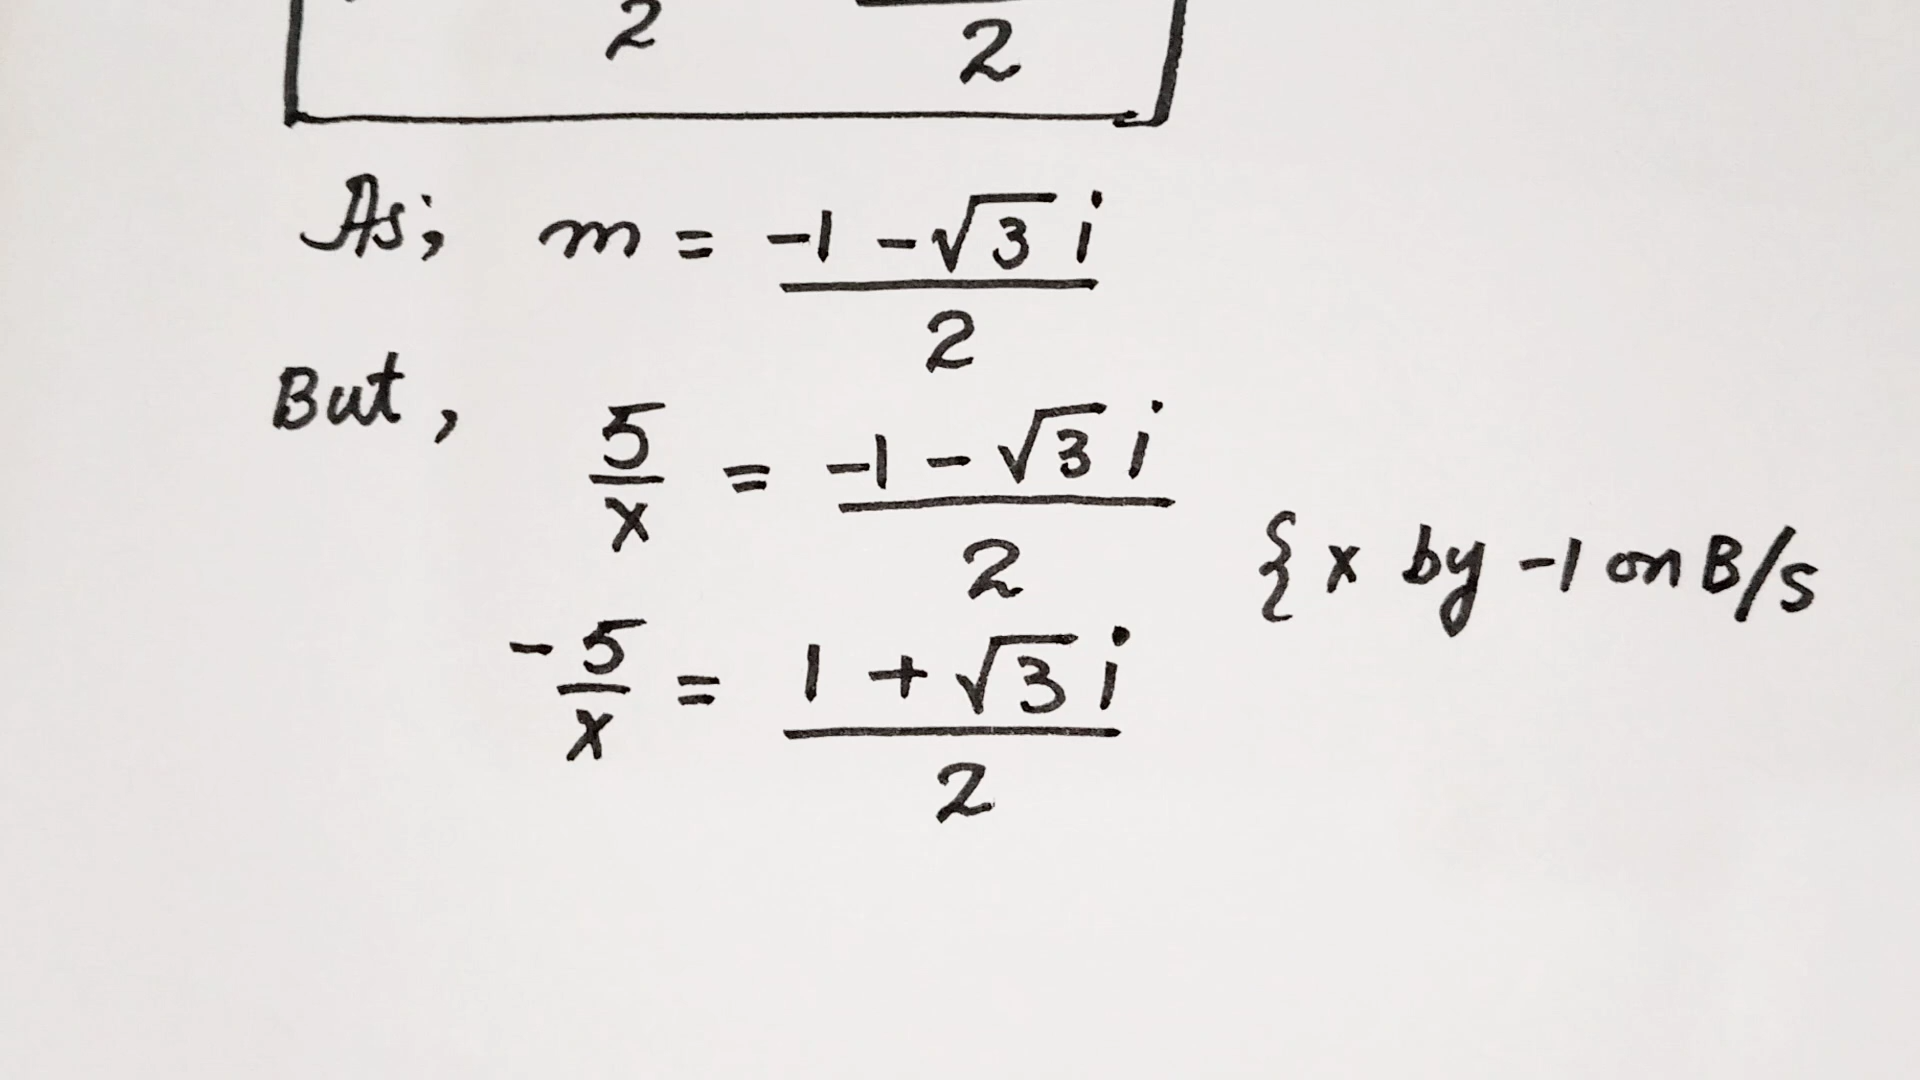 2 2
As; m = -1 - √3 i / 2
But, 5/x = -1 - √3 i / 2
{ x by -1 on B/s
-5/x = 1 + √3 i / 2